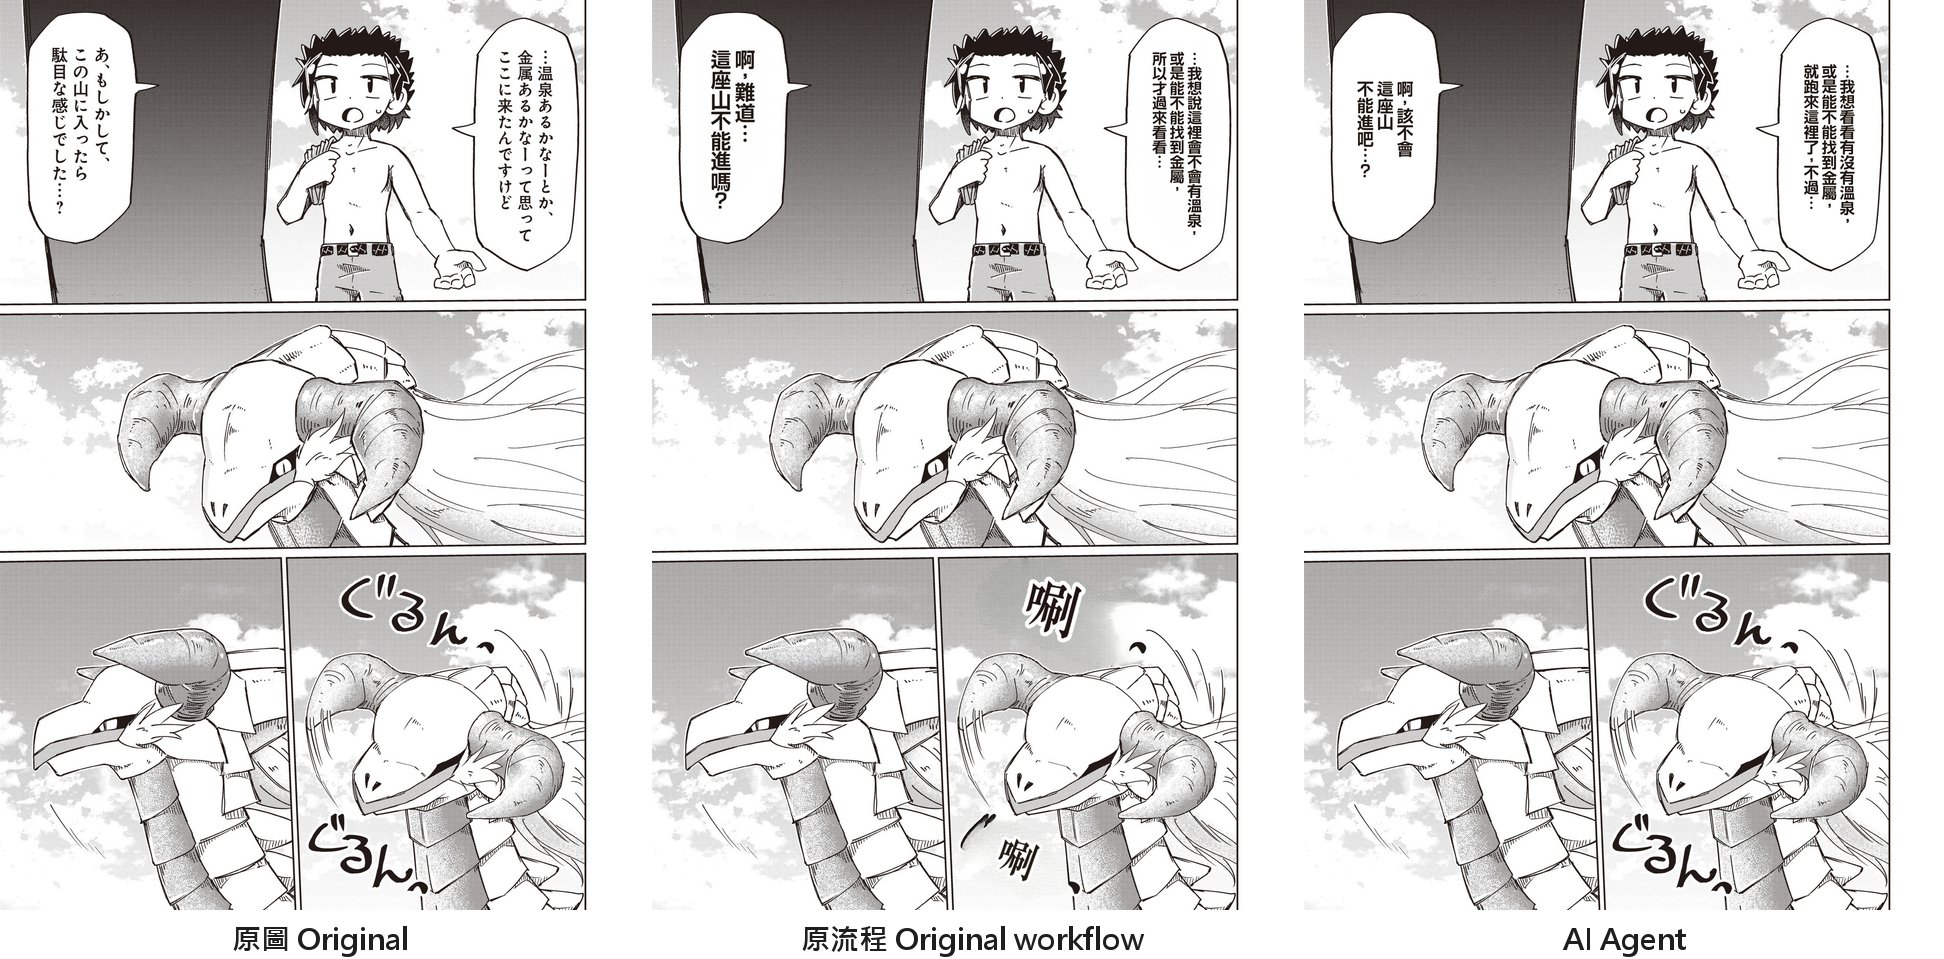 …温泉あるかなーとか、
金属あるかなーって思って
ここに来たんですけど
あ、もしかして、
この山に入ったら
駄目な感じでした…？
ぐるん、
ぐるん、
原圖 Original
…我想說這裡會不會有溫泉，
或是能不能找到金屬，
所以才過來看看…
啊，難道…
這座山不能進嗎？
唰
唰
原流程 Original workflow
…我想看看有沒有溫泉，
或是能不能找到金屬，
就跑來這裡了，不過…
啊，該不會
這座山
不能進吧…？
ぐるん、
ぐるん、
AI Agent